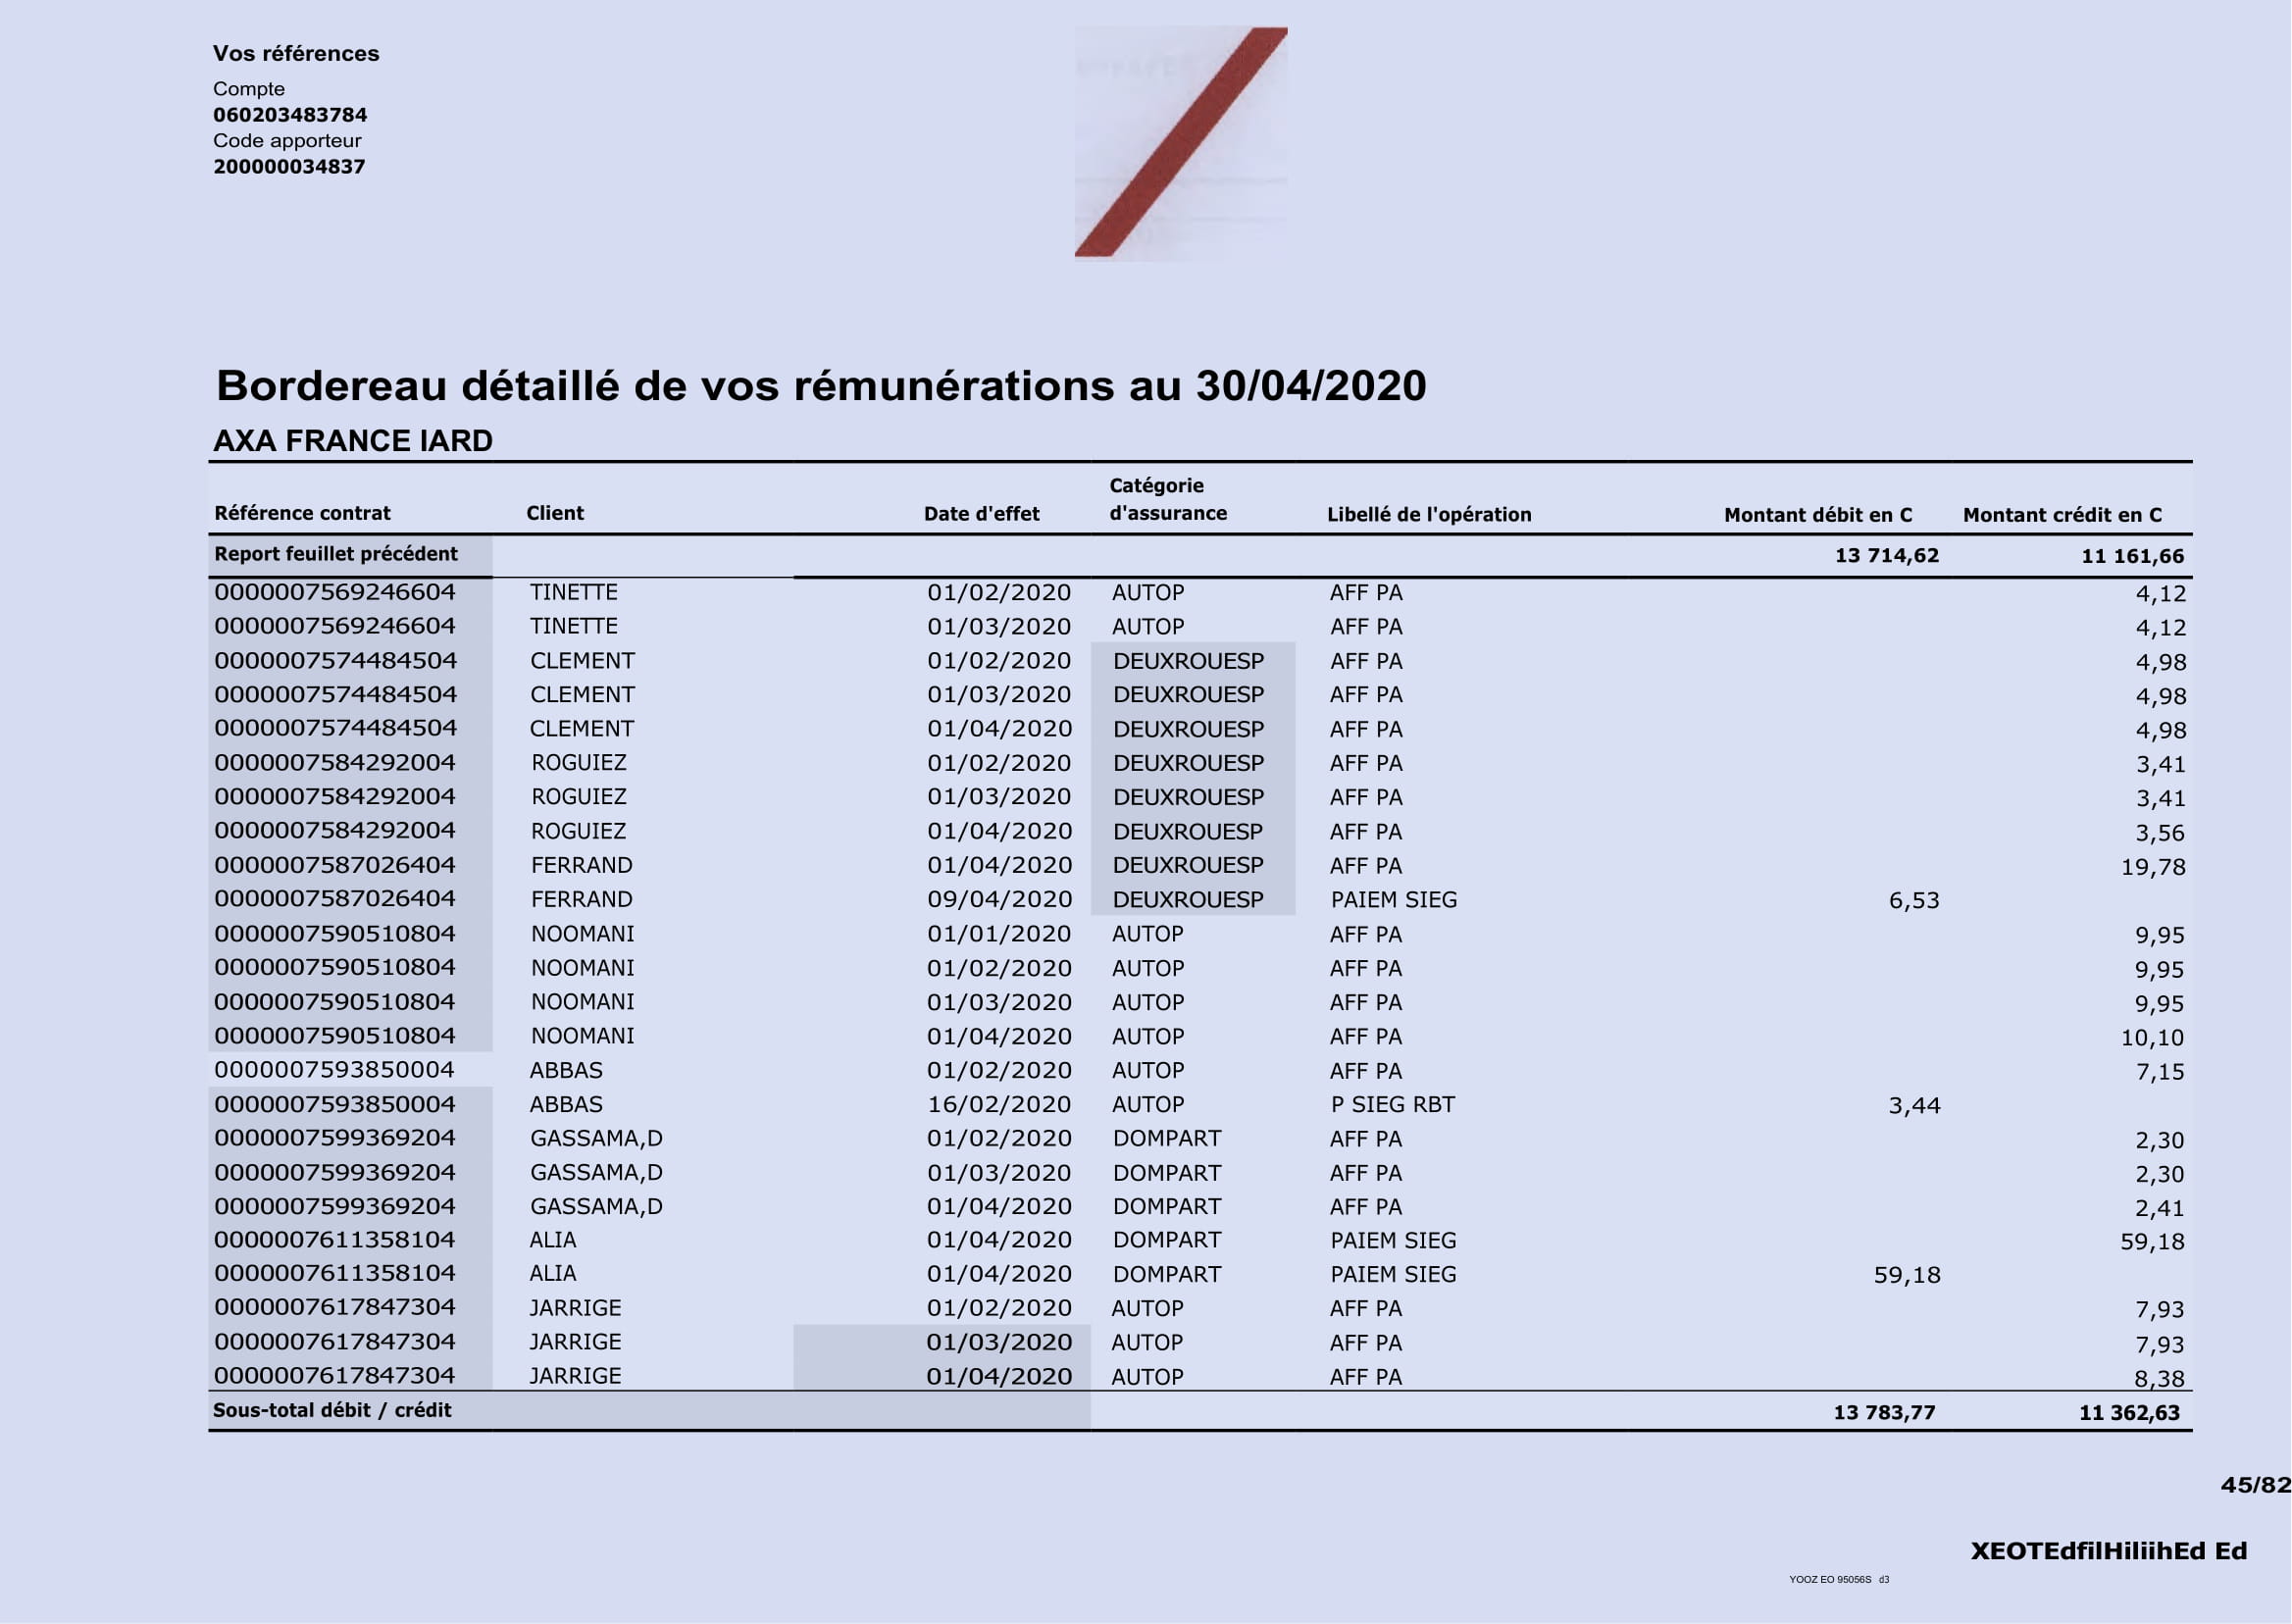 Vos références
Compte
060203483784
Code apporteur
200000034837
Bordereau détaillé de vos rémunérations au 30/04/2020
AXA FRANCE IARD
Référence contrat Client Date d'effet Catégorie d'assurance Libellé de l'opération Montant débit en C Montant crédit en C
Report feuillet précédent 13 714,62 11 161,66
0000007569246604 TINETTE 01/02/2020 AUTOP AFF PA 4,12
0000007569246604 TINETTE 01/03/2020 AUTOP AFF PA 4,12
0000007574484504 CLEMENT 01/02/2020 DEUXROUESP AFF PA 4,98
0000007574484504 CLEMENT 01/03/2020 DEUXROUESP AFF PA 4,98
0000007574484504 CLEMENT 01/04/2020 DEUXROUESP AFF PA 4,98
0000007584292004 ROGUIEZ 01/02/2020 DEUXROUESP AFF PA 3,41
0000007584292004 ROGUIEZ 01/03/2020 DEUXROUESP AFF PA 3,41
0000007584292004 ROGUIEZ 01/04/2020 DEUXROUESP AFF PA 3,56
0000007587026404 FERRAND 01/04/2020 DEUXROUESP AFF PA 19,78
0000007587026404 FERRAND 09/04/2020 DEUXROUESP PAIEM SIEG 6,53
0000007590510804 NOOMANI 01/01/2020 AUTOP AFF PA 9,95
0000007590510804 NOOMANI 01/02/2020 AUTOP AFF PA 9,95
0000007590510804 NOOMANI 01/03/2020 AUTOP AFF PA 9,95
0000007590510804 NOOMANI 01/04/2020 AUTOP AFF PA 10,10
0000007593850004 ABBAS 01/02/2020 AUTOP AFF PA 7,15
0000007593850004 ABBAS 16/02/2020 AUTOP P SIEG RBT 3,44
0000007599369204 GASSAMA,D 01/02/2020 DOMPART AFF PA 2,30
0000007599369204 GASSAMA,D 01/03/2020 DOMPART AFF PA 2,30
0000007599369204 GASSAMA,D 01/04/2020 DOMPART AFF PA 2,41
0000007611358104 ALIA 01/04/2020 DOMPART PAIEM SIEG 59,18
0000007611358104 ALIA 01/04/2020 DOMPART PAIEM SIEG 59,18
0000007617847304 JARRIGE 01/02/2020 AUTOP AFF PA 7,93
0000007617847304 JARRIGE 01/03/2020 AUTOP AFF PA 7,93
0000007617847304 JARRIGE 01/04/2020 AUTOP AFF PA 8,38
Sous-total débit / crédit 13 783,77 11 362,63
45/82
XEOTEdfilHiliihEd Ed
YOOZ EO 95056S d3